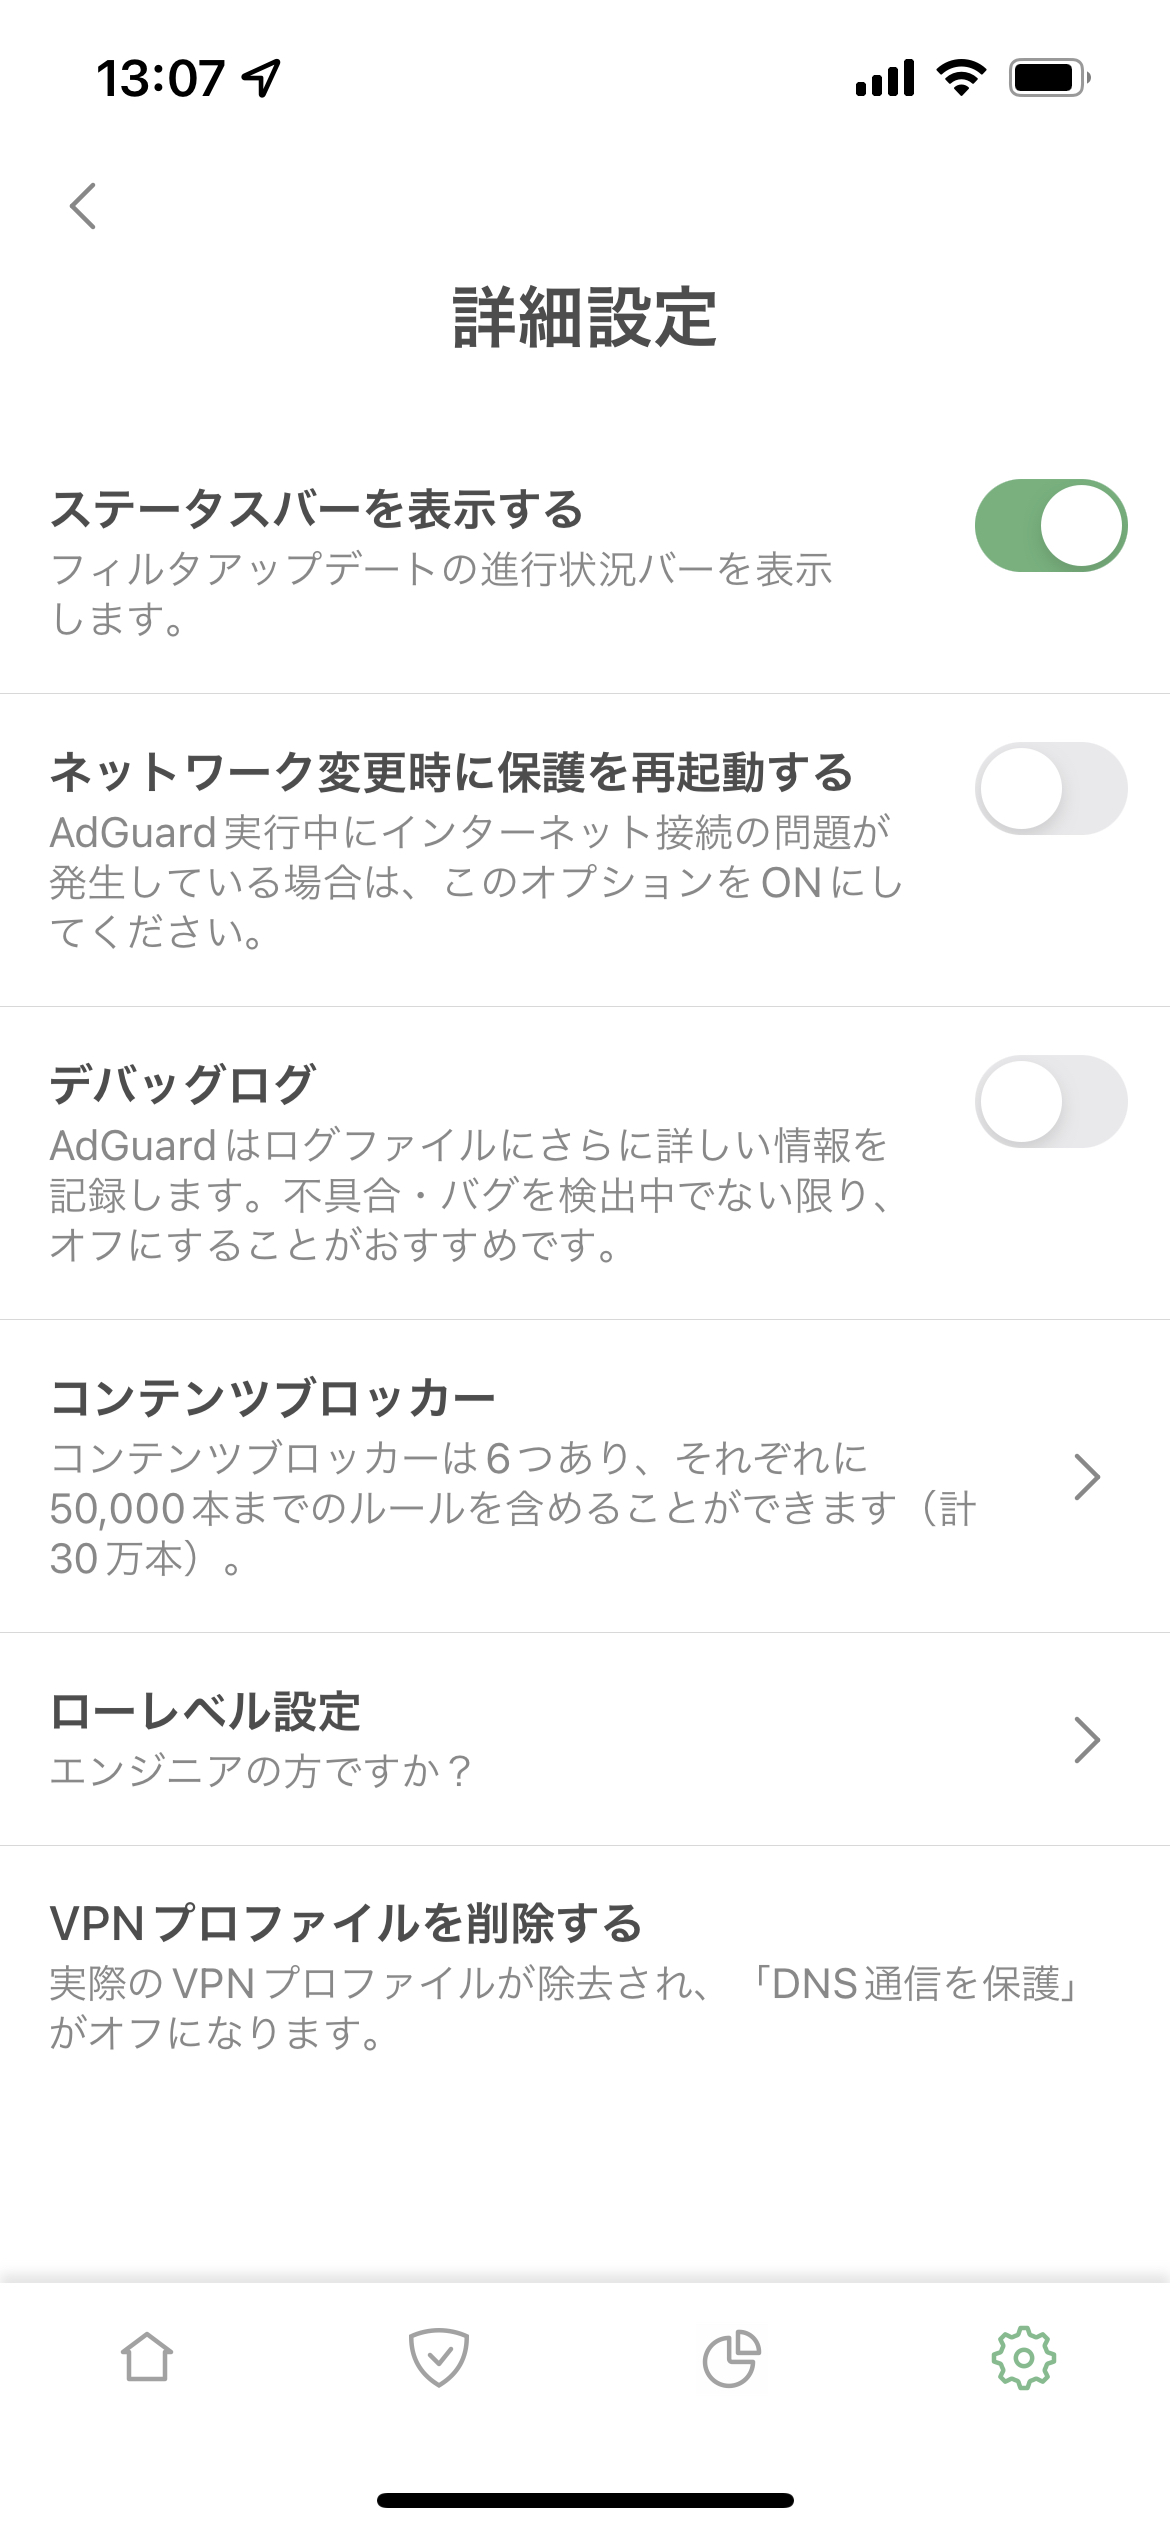 13:07
詳細設定
ステータスバーを表示する
フィルタアップデートの進行状況バーを表示
します。
ネットワーク変更時に保護を再起動する
AdGuard実行中にインターネット接続の問題が
発生している場合は、このオプションをONにし
てください。
デバッグログ
AdGuardはログファイルにさらに詳しい情報を
記録します。不具合・バグを検出中でない限り、
オフにすることがおすすめです。
コンテンツブロッカー
コンテンツブロッカーは6つあり、それぞれに
50,000本までのルールを含めることができます（計
30万本）。
ローレベル設定
エンジニアの方ですか？
VPNプロファイルを削除する
実際のVPNプロファイルが除去され、「DNS通信を保護」
がオフになります。